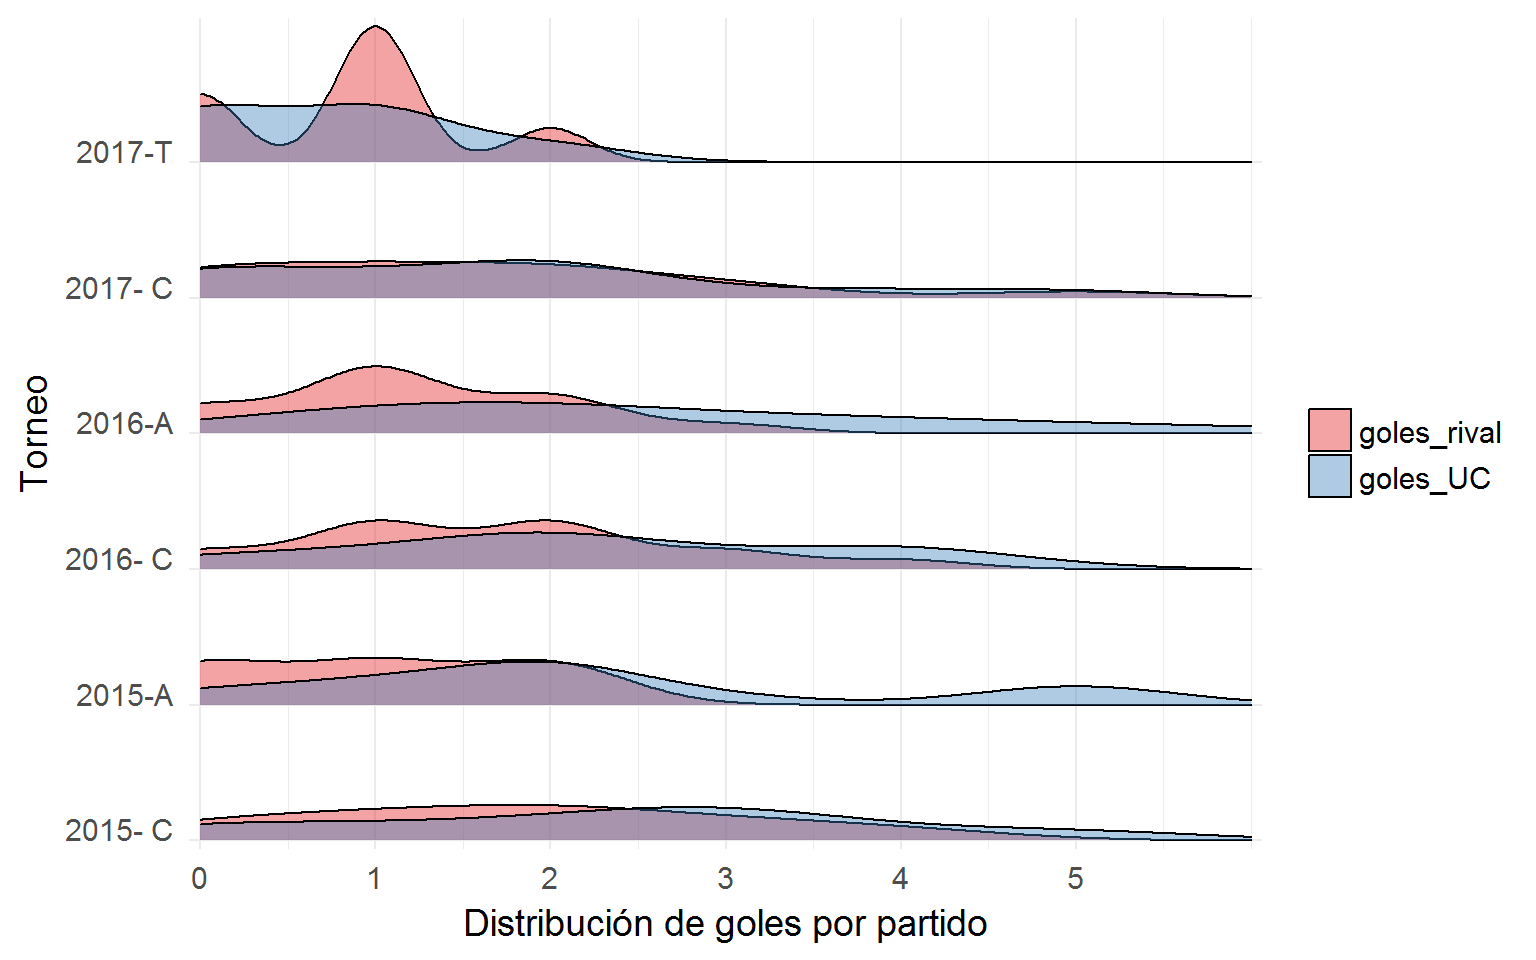 Torneo
2017-T
2017- C
2016-A
2016- C
2015-A
2015- C
0 1 2 3 4 5
Distribución de goles por partido
goles_rival
goles_UC